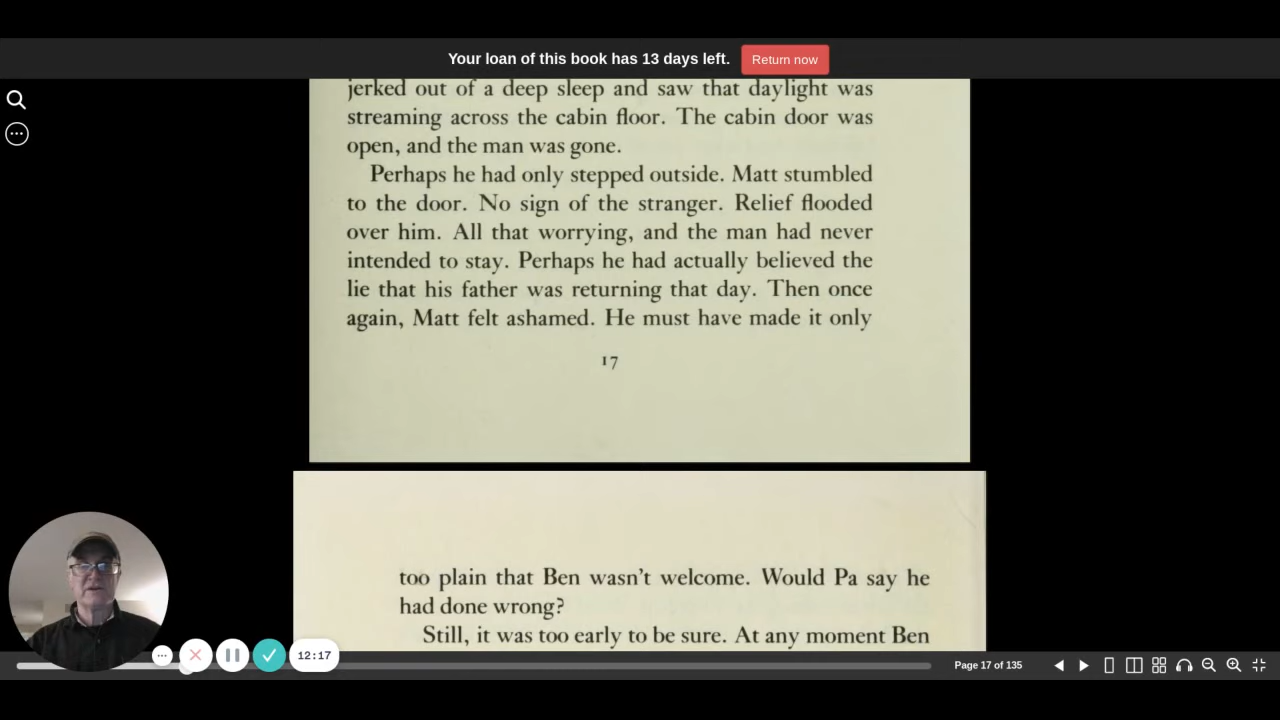 Your loan of this book has 13 days left. Return now
jerked out of a deep sleep and saw that daylight was
streaming across the cabin floor. The cabin door was
open, and the man was gone.
Perhaps he had only stepped outside. Matt stumbled
to the door. No sign of the stranger. Relief flooded
over him. All that worrying, and the man had never
intended to stay. Perhaps he had actually believed the
lie that his father was returning that day. Then once
again, Matt felt ashamed. He must have made it only
17
too plain that Ben wasn't welcome. Would Pa say he
had done wrong?
Still, it was too early to be sure. At any moment Ben
12:17
Page 17 of 135